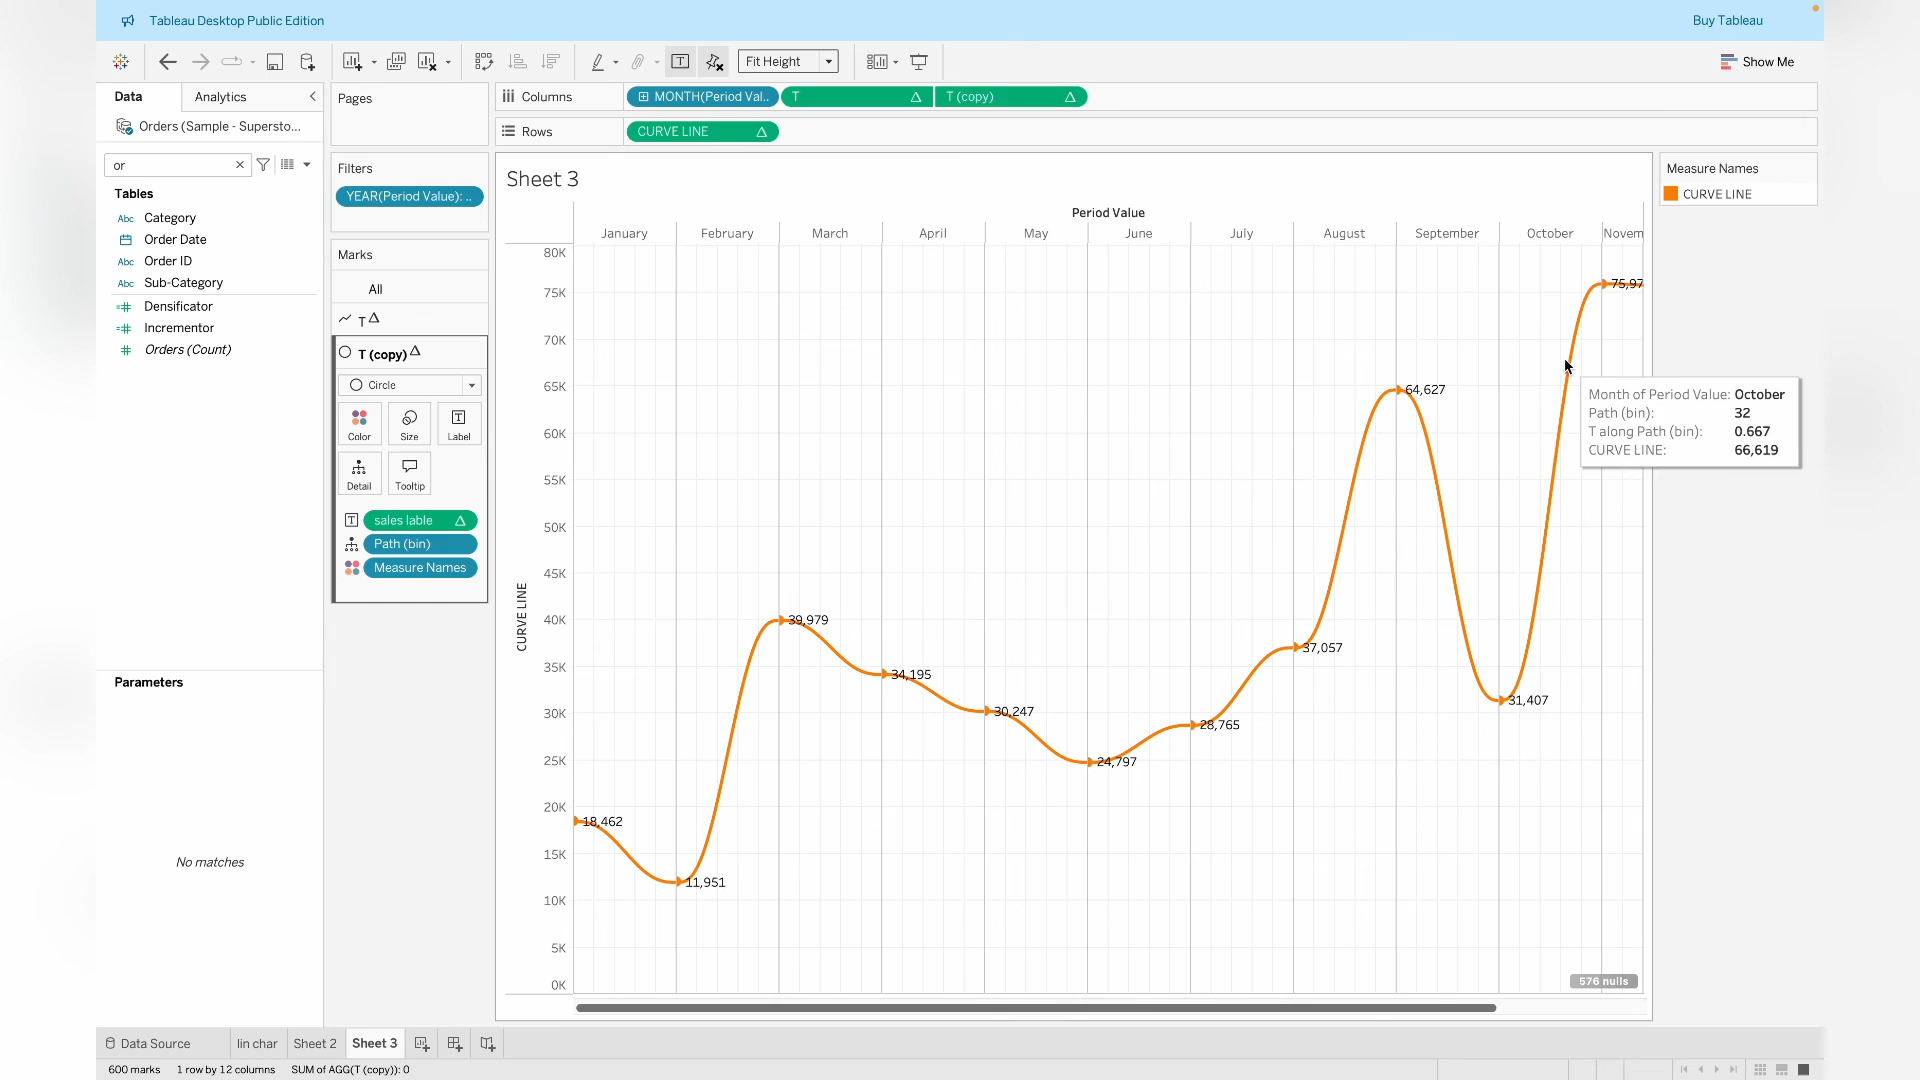 Tableau Desktop Public Edition
Buy Tableau
Fit Height
Show Me
Data
Analytics
Pages
Columns
MONTH(Period Val..
T
T (copy)
Orders (Sample - Supersto...
Rows
CURVE LINE
or
Filters
YEAR(Period Value): ..
Sheet 3
Measure Names
CURVE LINE
Tables
Abc Category
Order Date
Abc Order ID
Abc Sub-Category
Densificator
Incrementor
Orders (Count)
Marks
All
T
T (copy)
Circle
Color
Size
Label
Detail
Tooltip
sales lable
Path (bin)
Measure Names
Period Value
January
February
March
April
May
June
July
August
September
October
Novem
80K
75K
70K
65K
60K
55K
50K
45K
40K
35K
30K
25K
20K
15K
10K
5K
0K
CURVE LINE
18,462
11,951
39,979
34,195
30,247
24,797
28,765
37,057
64,627
31,407
75,97
Month of Period Value: October
Path (bin): 32
T along Path (bin): 0.667
CURVE LINE: 66,619
576 nulls
Parameters
No matches
Data Source
lin char
Sheet 2
Sheet 3
600 marks
1 row by 12 columns
SUM of AGG(T (copy)): 0